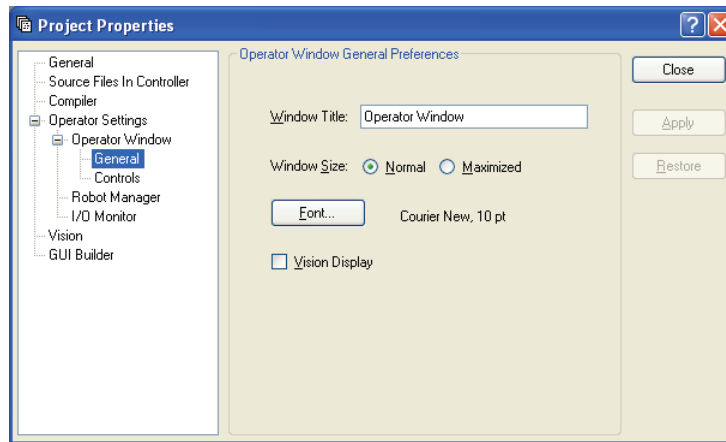 Project Properties
General
Source Files In Controller
Compiler
Operator Settings
Operator Window
General
Controls
Robot Manager
I/O Monitor
Vision
GUI Builder
Operator Window General Preferences
Window Title: Operator Window
Window Size: Normal Maximized
Font... Courier New, 10 pt
Vision Display
Close
Apply
Restore